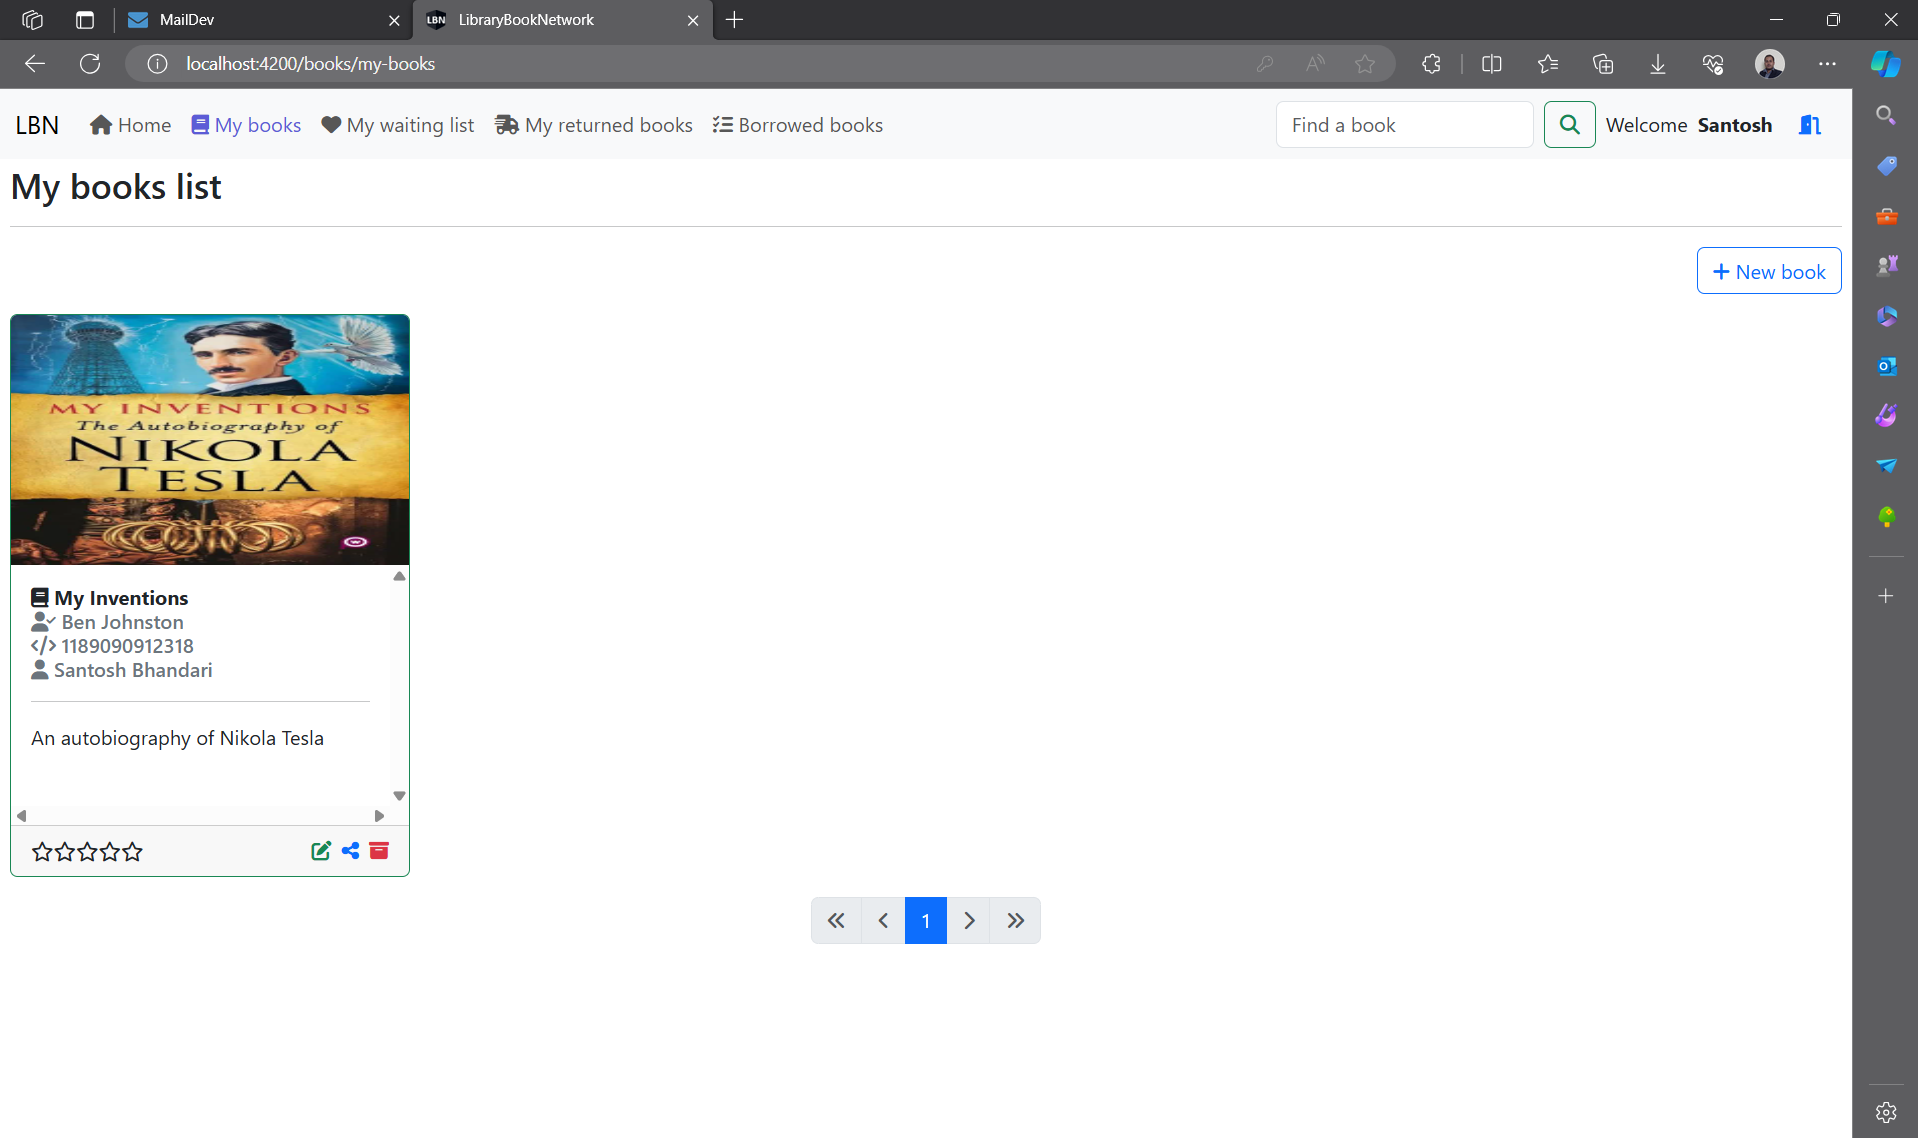 MailDev
LBN LibraryBookNetwork
localhost:4200/books/my-books
LBN Home My books My waiting list My returned books Borrowed books Find a book Welcome Santosh
My books list
New book
MY INVENTIONS
The Autobiography of
NIKOLA
TESLA
My Inventions
Ben Johnston
1189090912318
Santosh Bhandari
An autobiography of Nikola Tesla
« ‹ 1 › »